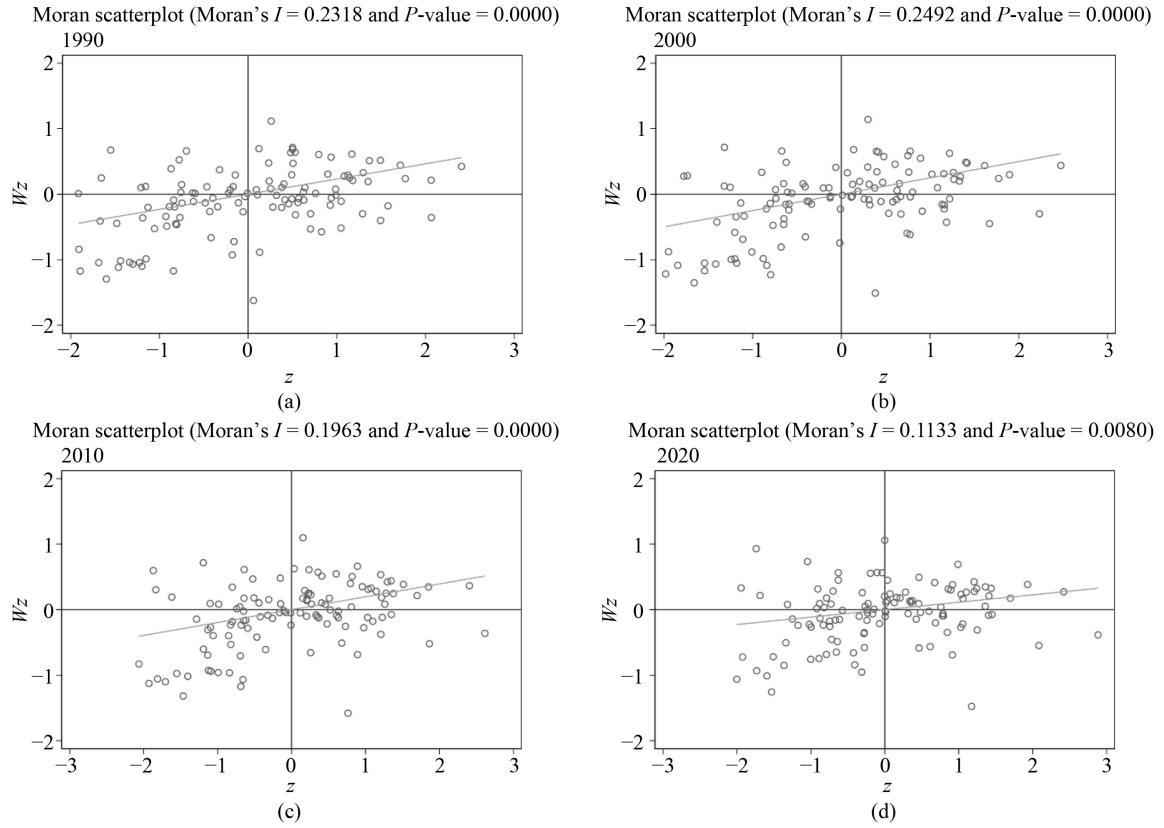 Moran scatterplot (Moran’s I = 0.2318 and P-value = 0.0000)
1990
2
1
0
−1
−2
Wz
−2 −1 0 1 2 3
z
(a)
Moran scatterplot (Moran’s I = 0.2492 and P-value = 0.0000)
2000
2
1
0
−1
−2
Wz
−2 −1 0 1 2 3
z
(b)
Moran scatterplot (Moran’s I = 0.1963 and P-value = 0.0000)
2010
2
1
0
−1
−2
Wz
−3 −2 −1 0 1 2 3
z
(c)
Moran scatterplot (Moran’s I = 0.1133 and P-value = 0.0080)
2020
2
1
0
−1
−2
Wz
−3 −2 −1 0 1 2 3
z
(d)